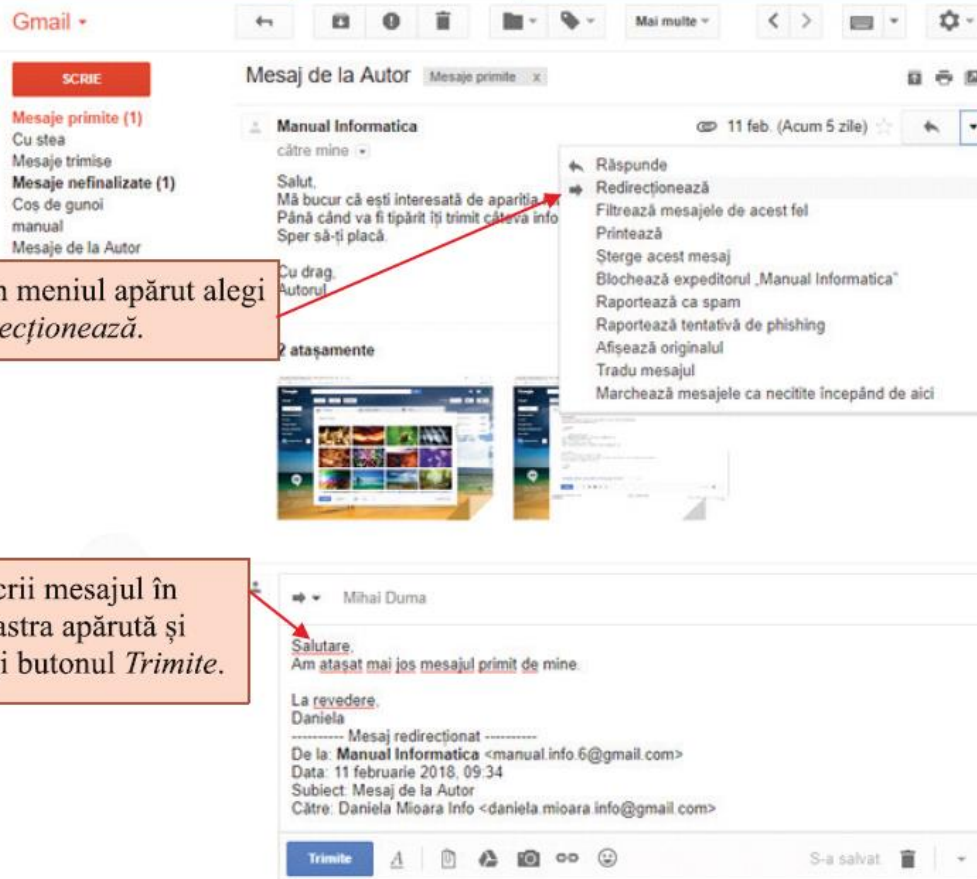 Gmail
Mai multe
SCRIE
Mesaje primite (1)
Cu stea
Mesaje trimise
Mesaje nefinalizate (1)
Coș de gunoi
manual
Mesaje de la Autor
Mesaj de la Autor Mesaje primite x
Manual Informatica
către mine
11 feb. (Acum 5 zile)
Salut,
Mă bucur că ești interesată de apariția
Până când va fi tipărit îți trimit câteva info
Sper să-ți placă.
Cu drag,
Autorul
Răspunde
Redirecționează
Filtrează mesajele de acest fel
Printează
Șterge acest mesaj
Blochează expeditorul „Manual Informatica”
Raportează ca spam
Raportează tentativă de phishing
Afișează originalul
Tradu mesajul
Marchează mesajele ca necitite începând de aici
n meniul apărut alegi
ecționează.
2 atașamente
crii mesajul în
astra apărută și
i butonul Trimite.
Mihai Duma
Salutare,
Am atașat mai jos mesajul primit de mine.
La revedere,
Daniela
---------- Mesaj redirecționat ----------
De la: Manual Informatica <manual.info.6@gmail.com>
Data: 11 februarie 2018, 09:34
Subiect: Mesaj de la Autor
Către: Daniela Mioara Info <daniela.mioara.info@gmail.com>
Trimite
A
S-a salvat